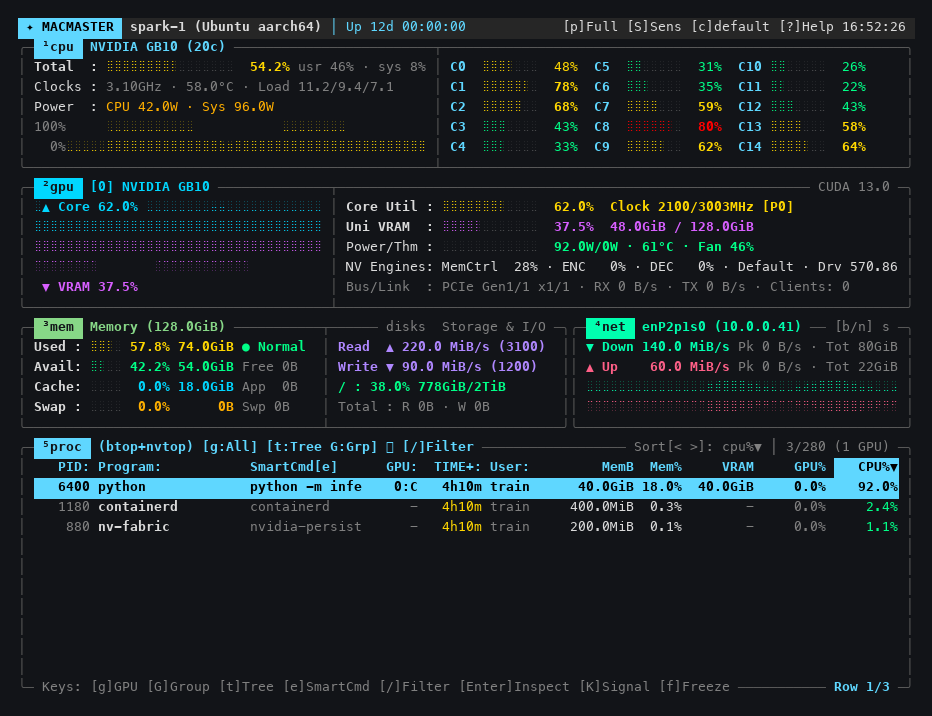 ✦ MACMASTER spark−1 (Ubuntu aarch64) │ Up 12d 00:00:00 [p]Full [S]Sens [c]default [?]Help 16:52:26
¹cpu NVIDIA GB10 (20c)
Total : 54.2% usr 46% · sys 8% C0 48% C5 31% C10 26%
Clocks : 3.10GHz · 58.0°C · Load 11.2/9.4/7.1 C1 78% C6 35% C11 22%
Power : CPU 42.0W · Sys 96.0W C2 68% C7 59% C12 43%
100% C3 43% C8 80% C13 58%
0% C4 33% C9 62% C14 64%
²gpu [0] NVIDIA GB10 CUDA 13.0
▲ Core 62.0% Core Util : 62.0% Clock 2100/3003MHz [P0]
Uni VRAM : 37.5% 48.0GiB / 128.0GiB
Power/Thm : 92.0W/0W · 61°C · Fan 46%
NV Engines: MemCtrl 28% · ENC 0% · DEC 0% · Default · Drv 570.86
▼ VRAM 37.5% Bus/Link : PCIe Gen1/1 x1/1 · RX 0 B/s · TX 0 B/s · Clients: 0
³mem Memory (128.0GiB) disks Storage & I/O ⁴net enP2p1s0 (10.0.0.41) [b/n] s
Used : 57.8% 74.0GiB ● Normal Read ▲ 220.0 MiB/s (3100) ▼ Down 140.0 MiB/s Pk 0 B/s · Tot 80GiB
Avail: 42.2% 54.0GiB Free 0B Write ▼ 90.0 MiB/s (1200) ▲ Up 60.0 MiB/s Pk 0 B/s · Tot 22GiB
Cache: 0.0% 18.0GiB App 0B / : 38.0% 778GiB/2TiB
Swap : 0.0% 0B Swp 0B Total : R 0B · W 0B
⁵proc (btop+nvtop) [g:All] [t:Tree G:Grp] [/]Filter Sort[< >]: cpu%▼ │ 3/280 (1 GPU)
PID: Program: SmartCmd[e] GPU: TIME+: User: MemB Mem% VRAM GPU% CPU%▼
6400 python python −m infe 0:C 4h10m train 40.0GiB 18.0% 40.0GiB 0.0% 92.0%
1180 containerd containerd − 4h10m train 400.0MiB 0.3% − 0.0% 2.4%
880 nv−fabric nvidia−persist − 4h10m train 200.0MiB 0.1% − 0.0% 1.1%
Keys: [g]GPU [G]Group [t]Tree [e]SmartCmd [/]Filter [Enter]Inspect [K]Signal [f]Freeze Row 1/3